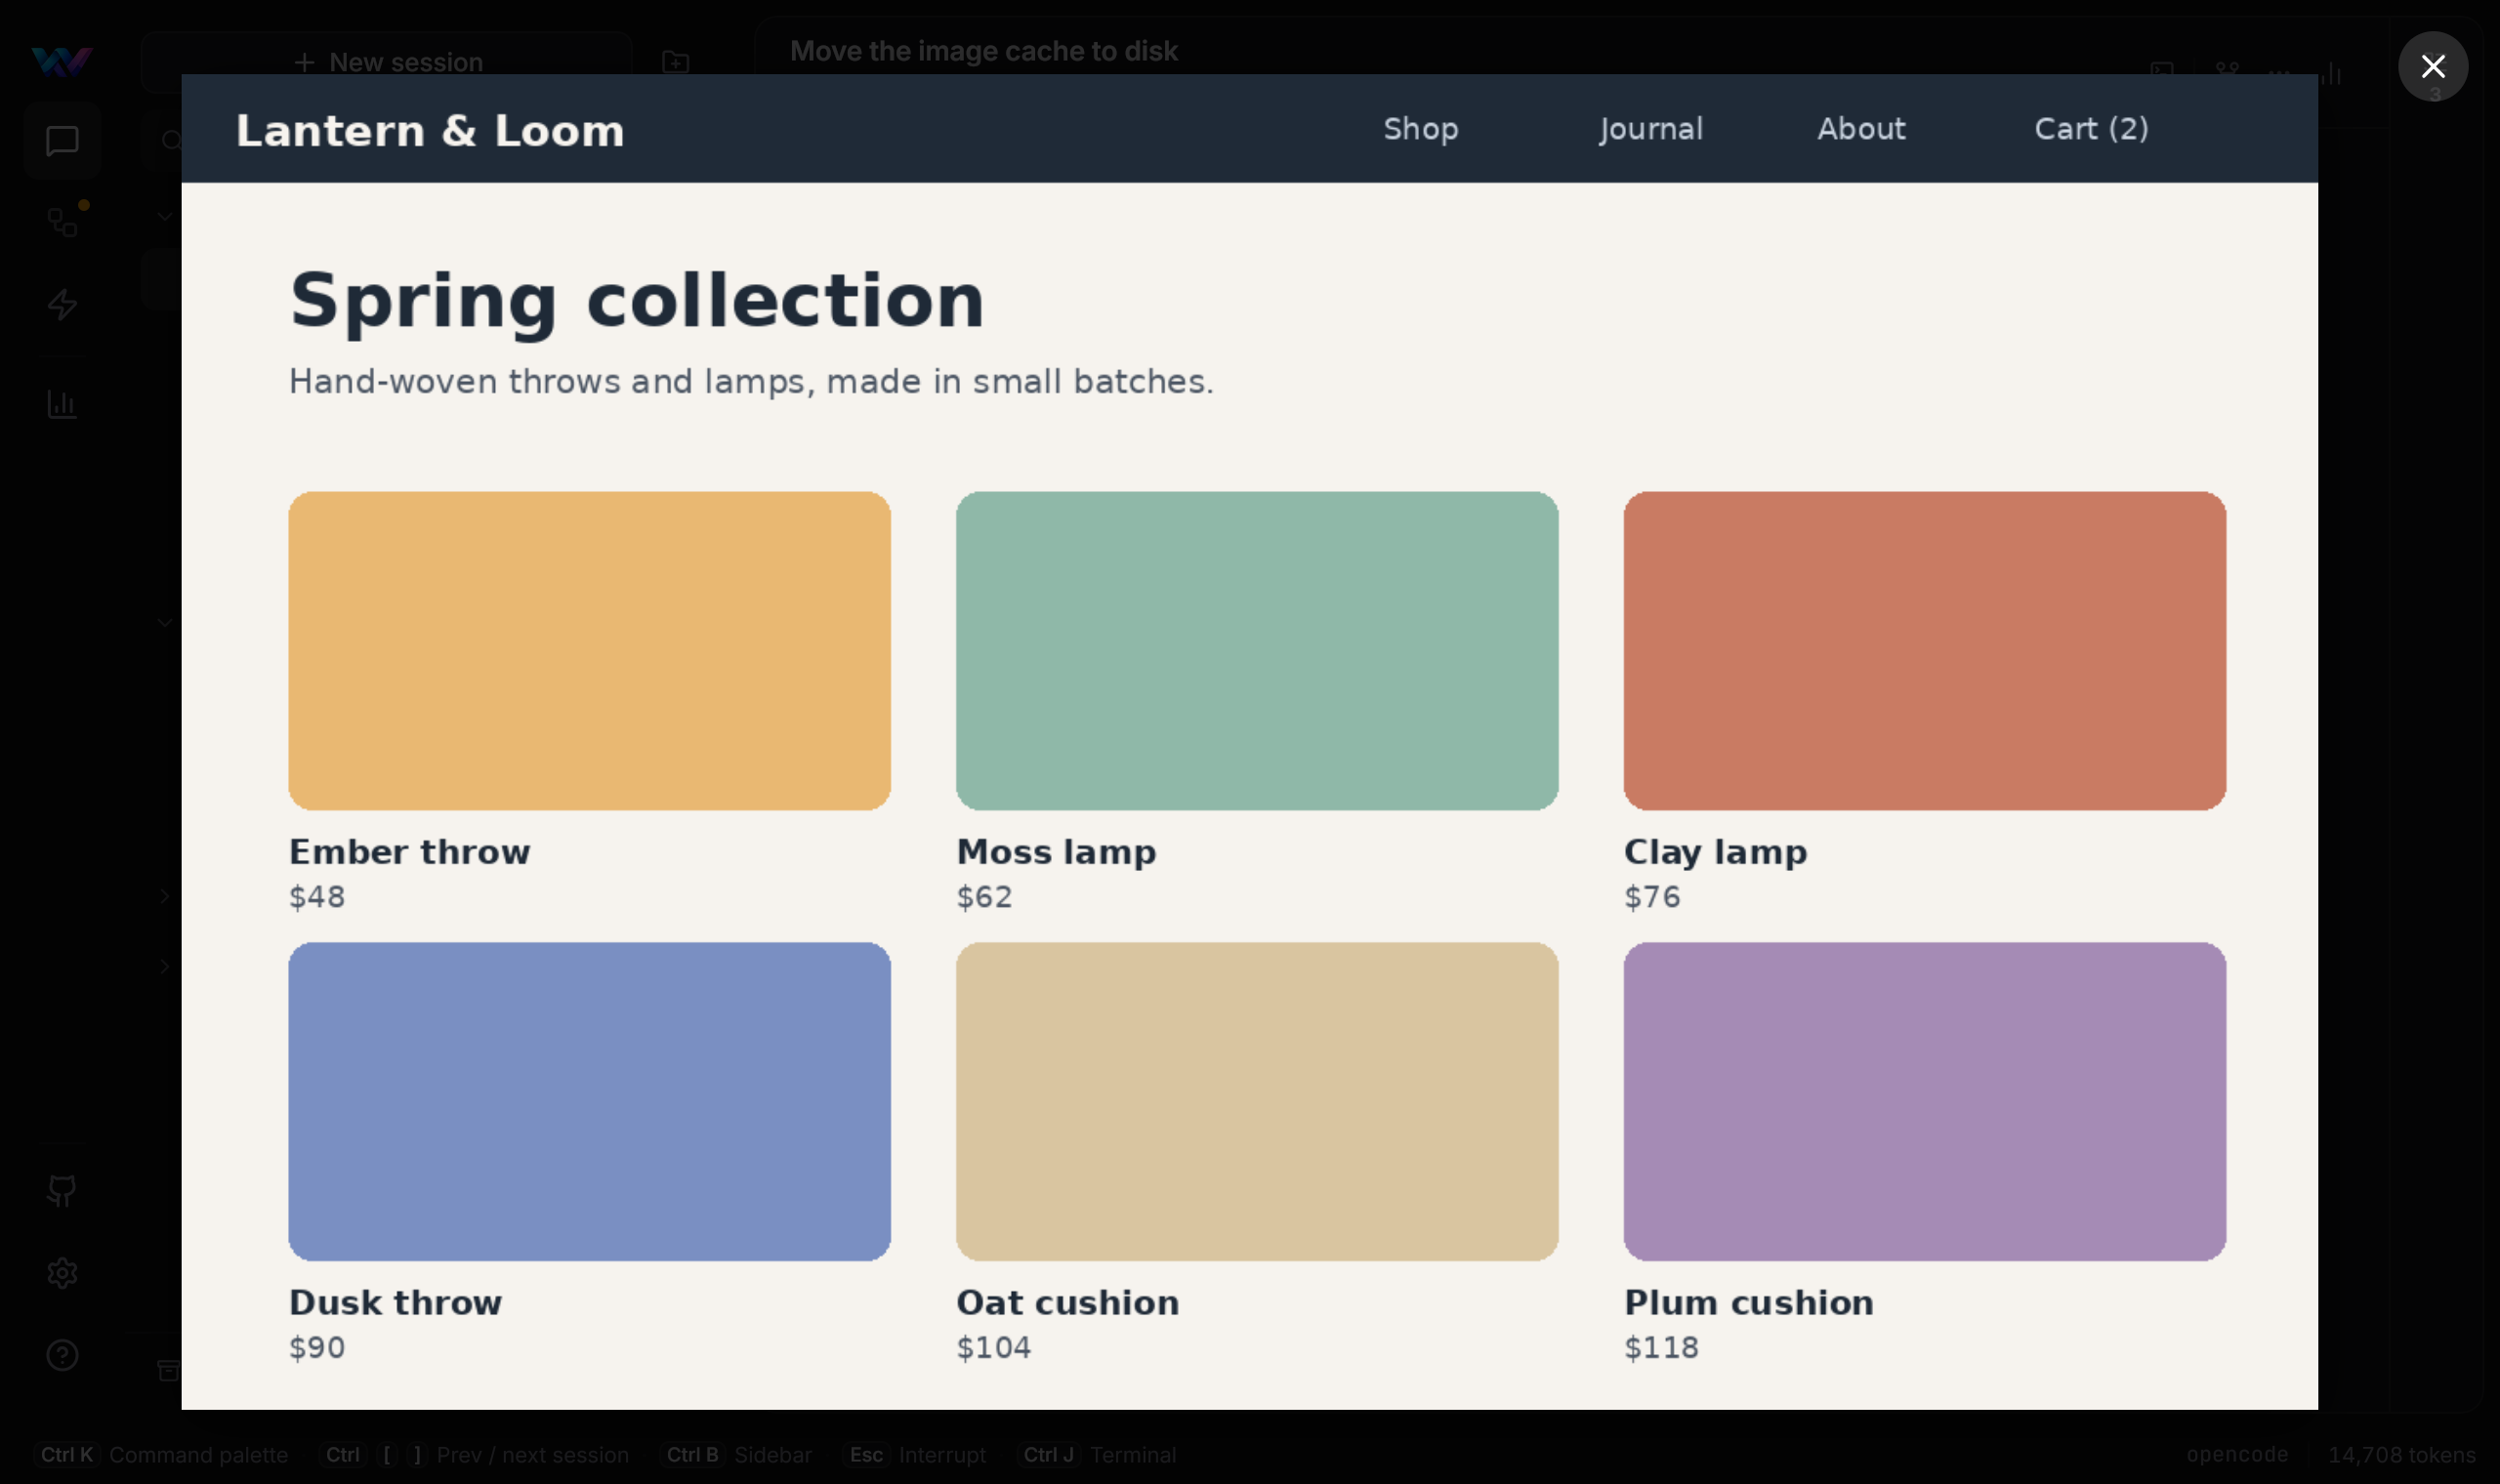 New session
Move the image cache to disk
3
Lantern & Loom
Shop
Journal
About
Cart (2)
Spring collection
Hand-woven throws and lamps, made in small batches.
Ember throw
$48
Moss lamp
$62
Clay lamp
$76
Dusk throw
$90
Oat cushion
$104
Plum cushion
$118
Ctrl K Command palette
Ctrl [ ] Prev / next session
Ctrl B Sidebar
Esc Interrupt
Ctrl J Terminal
opencode
14,708 tokens